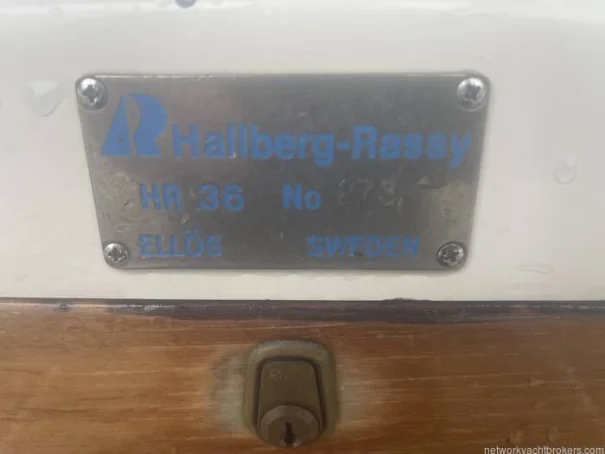 Hallberg-Rassy
HR 36 No 278
ELLÖS SWEDEN
networkyachtbrokers.com